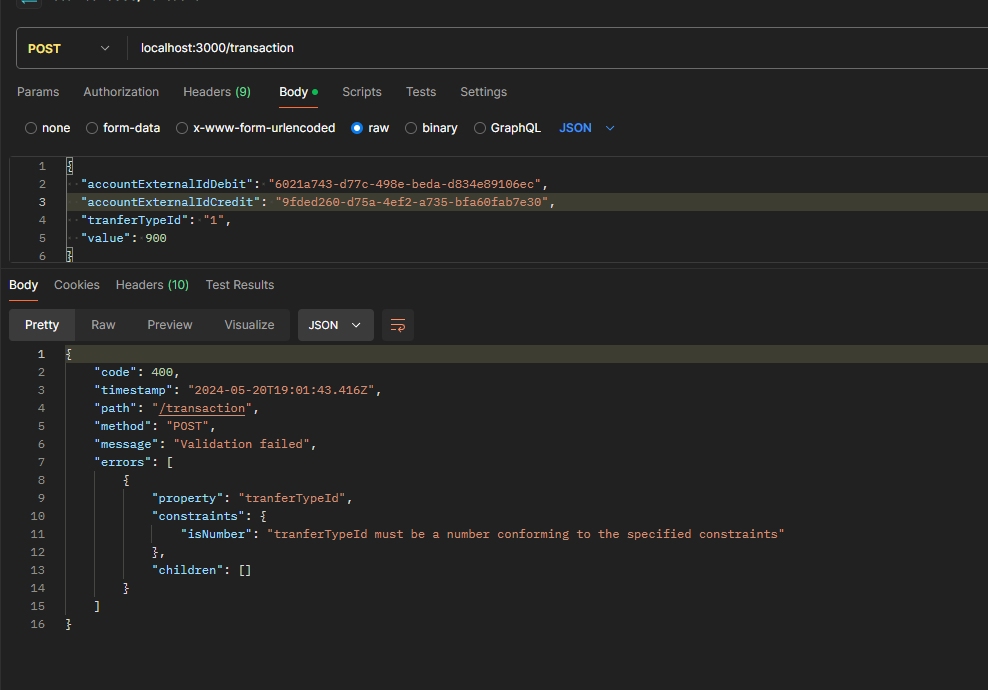 POST localhost:3000/transaction
Params Authorization Headers (9) Body Scripts Tests Settings
none form-data x-www-form-urlencoded raw binary GraphQL JSON
1 {
2 "accountExternalIdDebit": "6021a743-d77c-498e-beda-d834e89106ec",
3 "accountExternalIdCredit": "9fded260-d75a-4ef2-a735-bfa60fab7e30",
4 "tranferTypeId": "1",
5 "value": 900
6 }
Body Cookies Headers (10) Test Results
Pretty Raw Preview Visualize JSON
1 {
2 "code": 400,
3 "timestamp": "2024-05-20T19:01:43.416Z",
4 "path": "/transaction",
5 "method": "POST",
6 "message": "Validation failed",
7 "errors": [
8 {
9 "property": "tranferTypeId",
10 "constraints": {
11 "isNumber": "tranferTypeId must be a number conforming to the specified constraints"
12 },
13 "children": []
14 }
15 ]
16 }